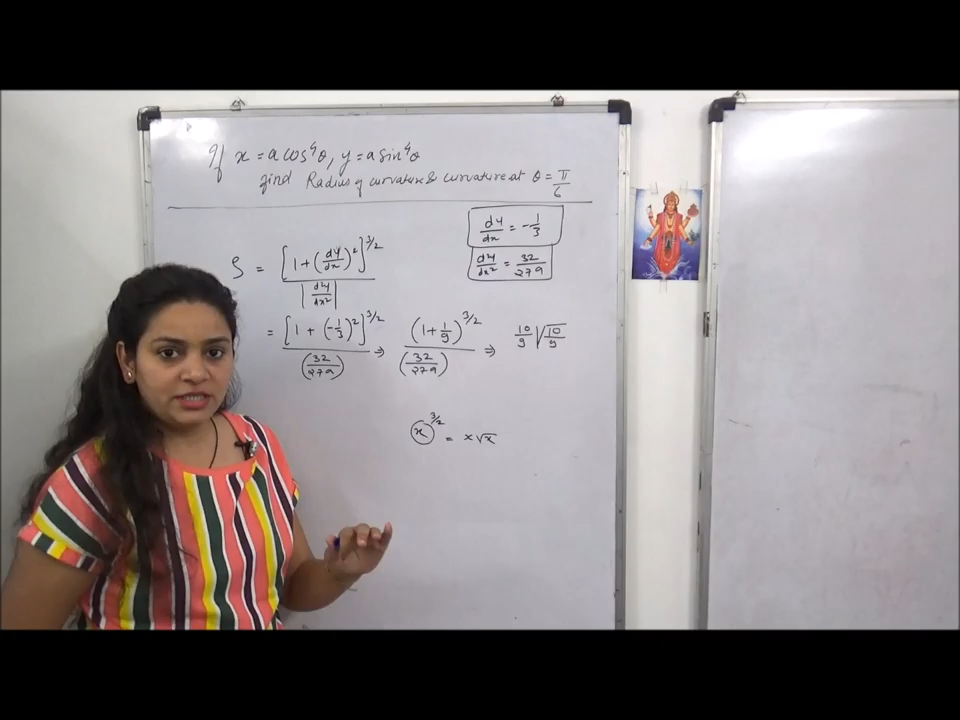 If x = a cos⁴θ, y = a sin⁴θ
find Radius of curvature & curvature at θ = π/6
dy/dx = -1/3
d²y/dx² = 32/27a
ρ = [1 + (dy/dx)²]^3/2 / |d²y/dx²|
= [1 + (-1/3)²]^3/2 / (32/27a) ⇒ (1 + 1/9)^3/2 / (32/27a) ⇒ 10/9 √10/9
(x)^3/2 = x√x